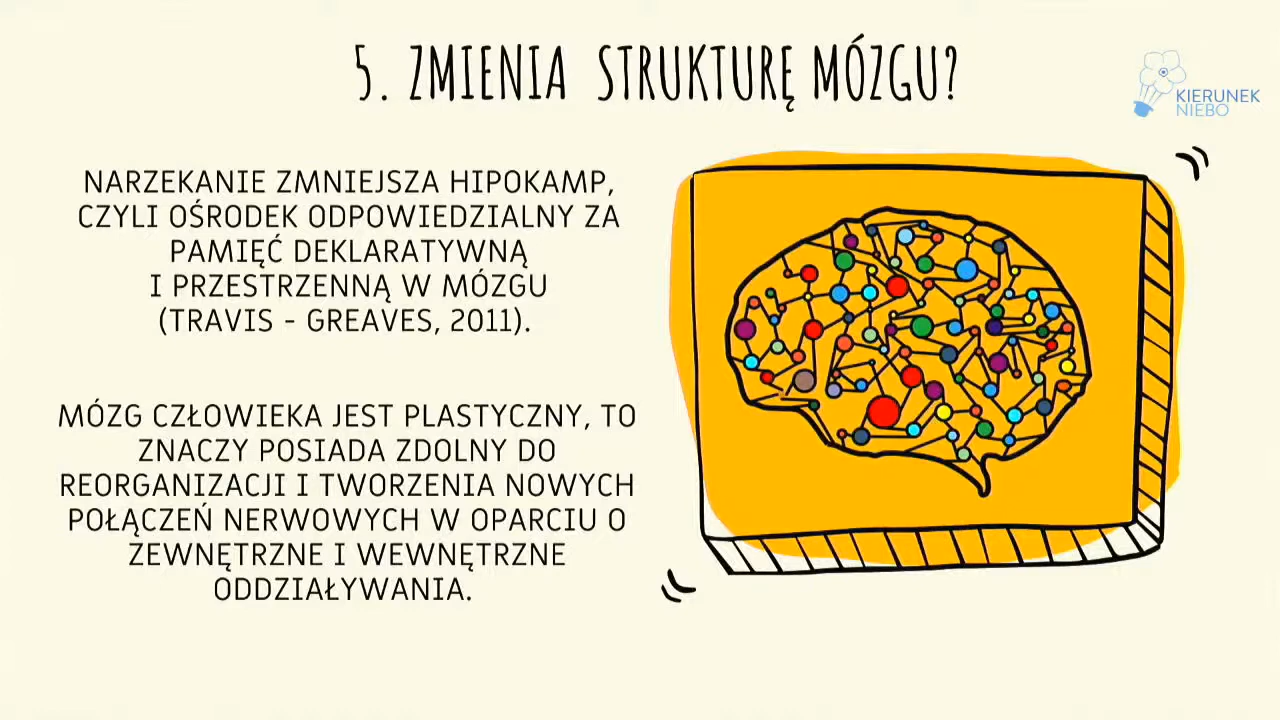 5. ZMIENIA STRUKTURĘ MÓZGU?
KIERUNEK
NIEBO
NARZEKANIE ZMNIEJSZA HIPOKAMP,
CZYLI OŚRODEK ODPOWIEDZIALNY ZA
PAMIĘĆ DEKLARATYWNĄ
I PRZESTRZENNĄ W MÓZGU
(TRAVIS - GREAVES, 2011).
MÓZG CZŁOWIEKA JEST PLASTYCZNY, TO
ZNACZY POSIADA ZDOLNY DO
REORGANIZACJI I TWORZENIA NOWYCH
POŁĄCZEŃ NERWOWYCH W OPARCIU O
ZEWNĘTRZNE I WEWNĘTRZNE
ODDZIAŁYWANIA.